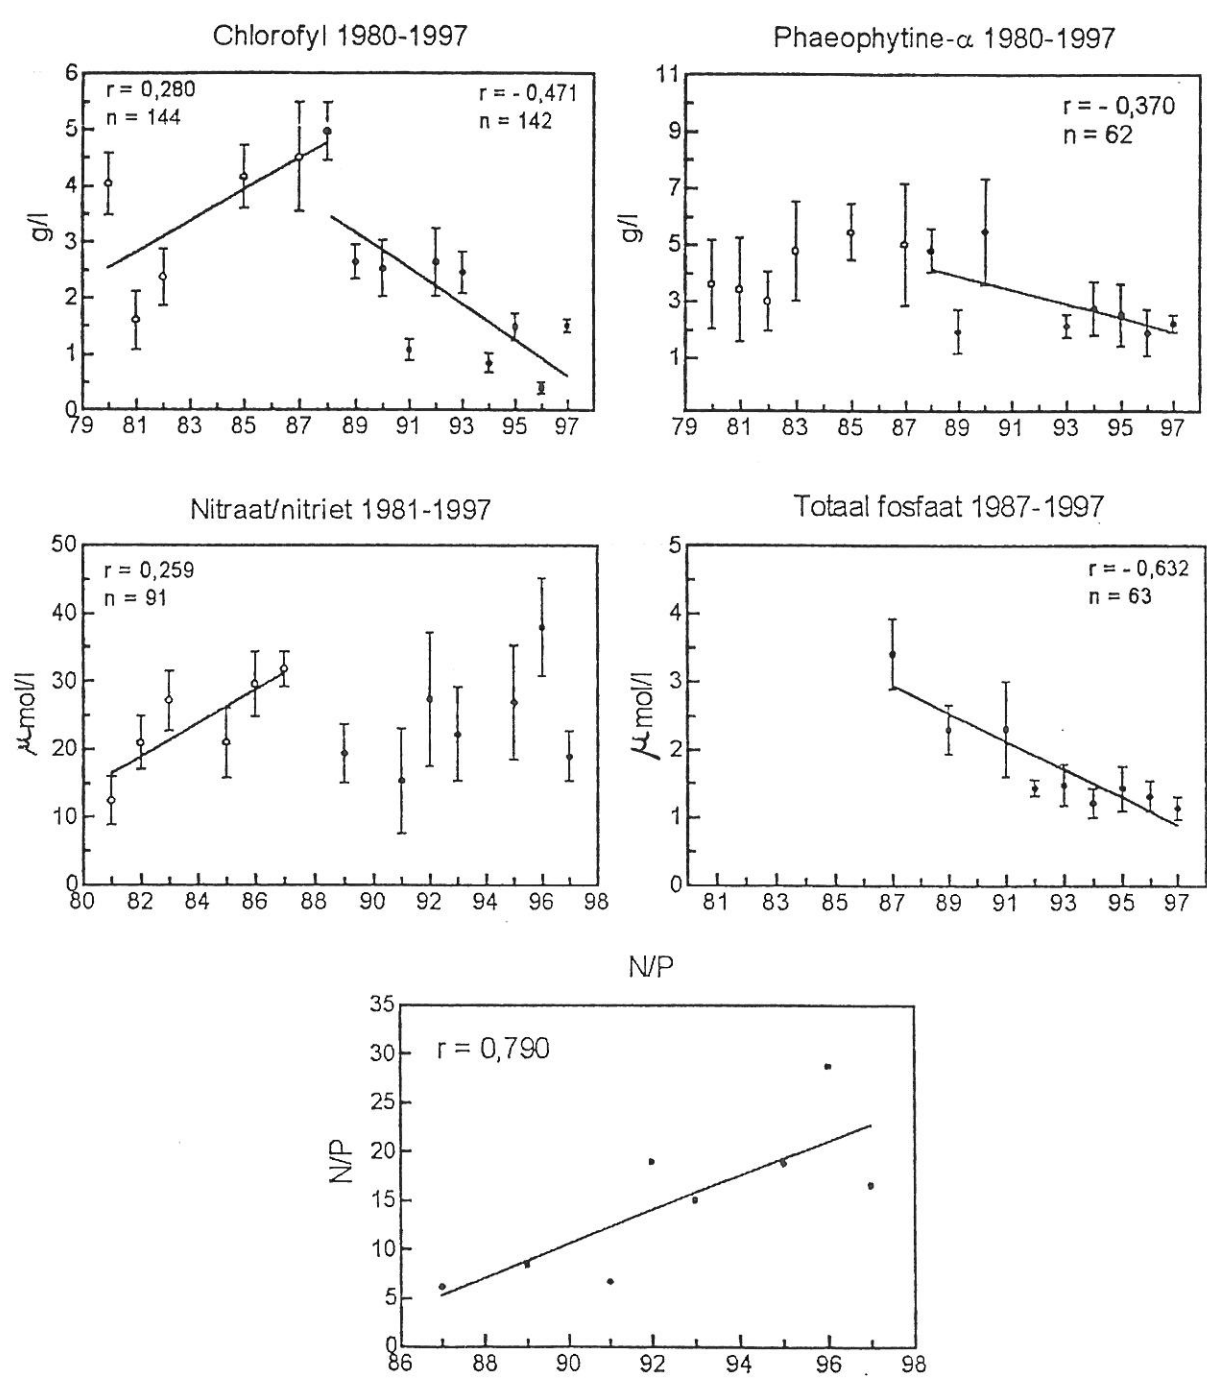 Chlorofyl 1980-1997
r = 0,280
n = 144
r = - 0,471
n = 142
g/l
6
5
4
3
2
1
0
79 81 83 85 87 89 91 93 95 97
Phaeophytine-α 1980-1997
r = - 0,370
n = 62
g/l
11
9
7
5
3
1
79 81 83 85 87 89 91 93 95 97
Nitraat/nitriet 1981-1997
r = 0,259
n = 91
μmol/l
50
40
30
20
10
0
80 82 84 86 88 90 92 94 96 98
Totaal fosfaat 1987-1997
r = - 0,632
n = 63
μmol/l
5
4
3
2
1
0
81 83 85 87 89 91 93 95 97
N/P
r = 0,790
N/P
35
30
25
20
15
10
5
0
86 88 90 92 94 96 98